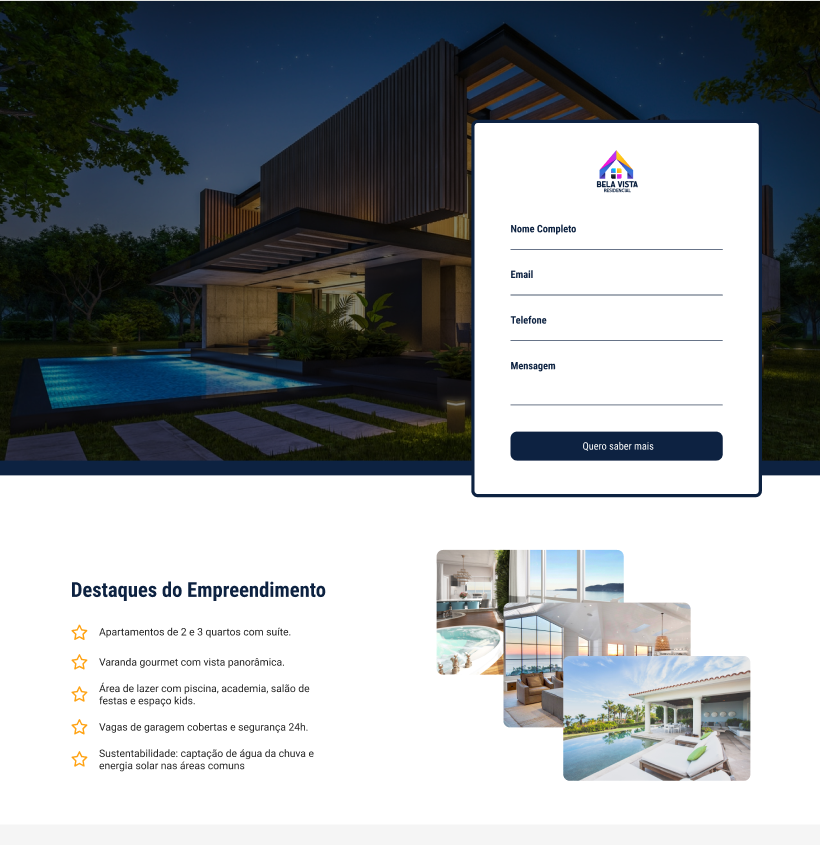 BELA VISTA
RESIDENCIAL
Nome Completo
Email
Telefone
Mensagem
Quero saber mais
Destaques do Empreendimento
Apartamentos de 2 e 3 quartos com suíte.
Varanda gourmet com vista panorâmica.
Área de lazer com piscina, academia, salão de
festas e espaço kids.
Vagas de garagem cobertas e segurança 24h.
Sustentabilidade: captação de água da chuva e
energia solar nas áreas comuns